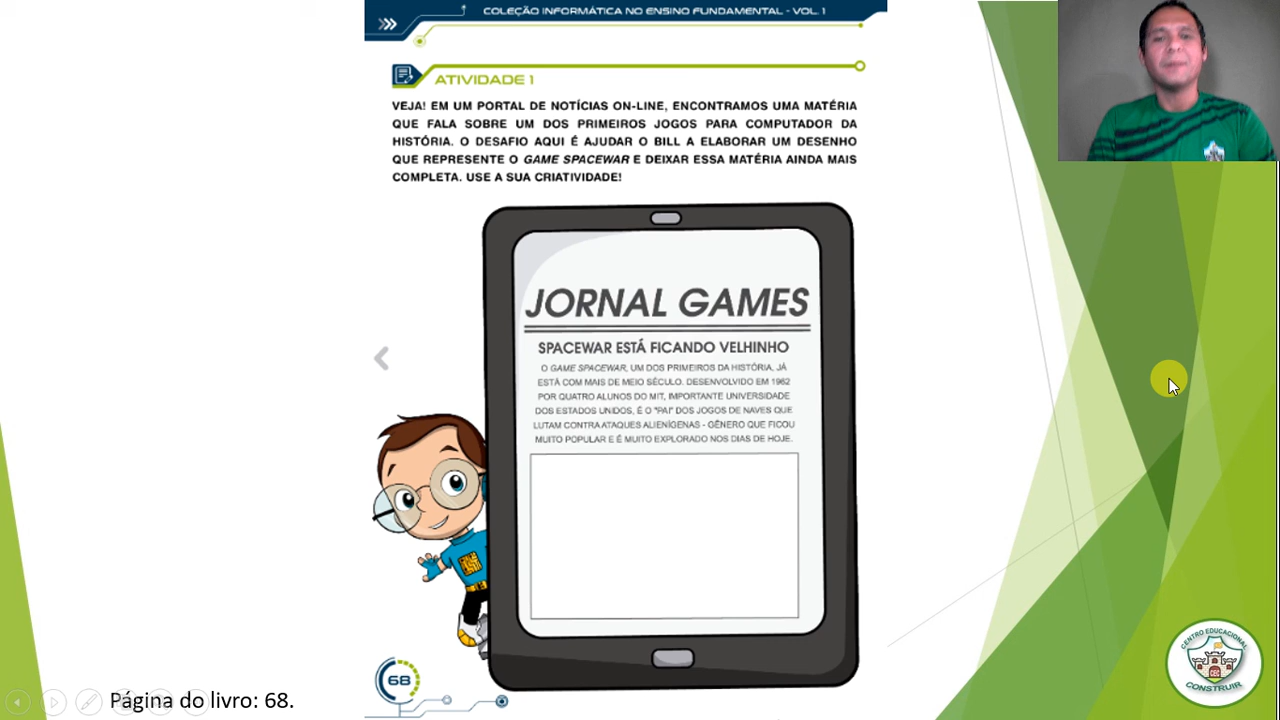 COLEÇÃO INFORMÁTICA NO ENSINO FUNDAMENTAL - VOL. 1
ATIVIDADE 1
VEJA! EM UM PORTAL DE NOTÍCIAS ON-LINE, ENCONTRAMOS UMA MATÉRIA
QUE FALA SOBRE UM DOS PRIMEIROS JOGOS PARA COMPUTADOR DA
HISTÓRIA. O DESAFIO AQUI É AJUDAR O BILL A ELABORAR UM DESENHO
QUE REPRESENTE O GAME SPACEWAR E DEIXAR ESSA MATÉRIA AINDA MAIS
COMPLETA. USE A SUA CRIATIVIDADE!
JORNAL GAMES
SPACEWAR ESTÁ FICANDO VELHINHO
O GAME SPACEWAR, UM DOS PRIMEIROS DA HISTÓRIA, JÁ
ESTÁ COM MAIS DE MEIO SÉCULO. DESENVOLVIDO EM 1962
POR QUATRO ALUNOS DO MIT, IMPORTANTE UNIVERSIDADE
DOS ESTADOS UNIDOS, É O "PAI" DOS JOGOS DE NAVES QUE
LUTAM CONTRA ATAQUES ALIENÍGENAS - GÊNERO QUE FICOU
MUITO POPULAR E É MUITO EXPLORADO NOS DIAS DE HOJE.
68
Página do livro: 68.
CENTRO EDUCACIONAL
CEC
CONSTRUIR